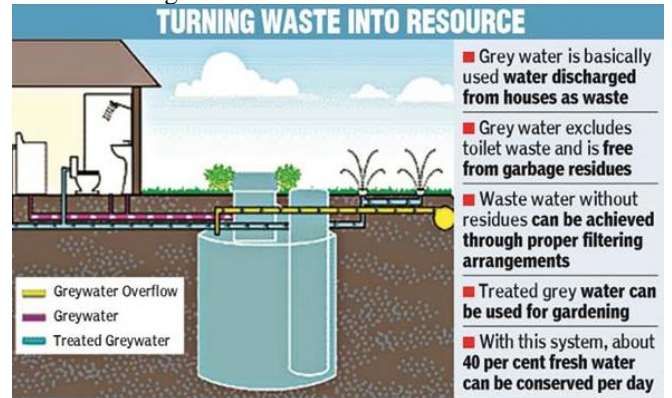 TURNING WASTE INTO RESOURCE
Grey water is basically
used water discharged
from houses as waste
Grey water excludes
toilet waste and is free
from garbage residues
Waste water without
residues can be achieved
through proper filtering
arrangements
Treated grey water can
be used for gardening
With this system, about
40 per cent fresh water
can be conserved per day
Greywater Overflow
Greywater
Treated Greywater